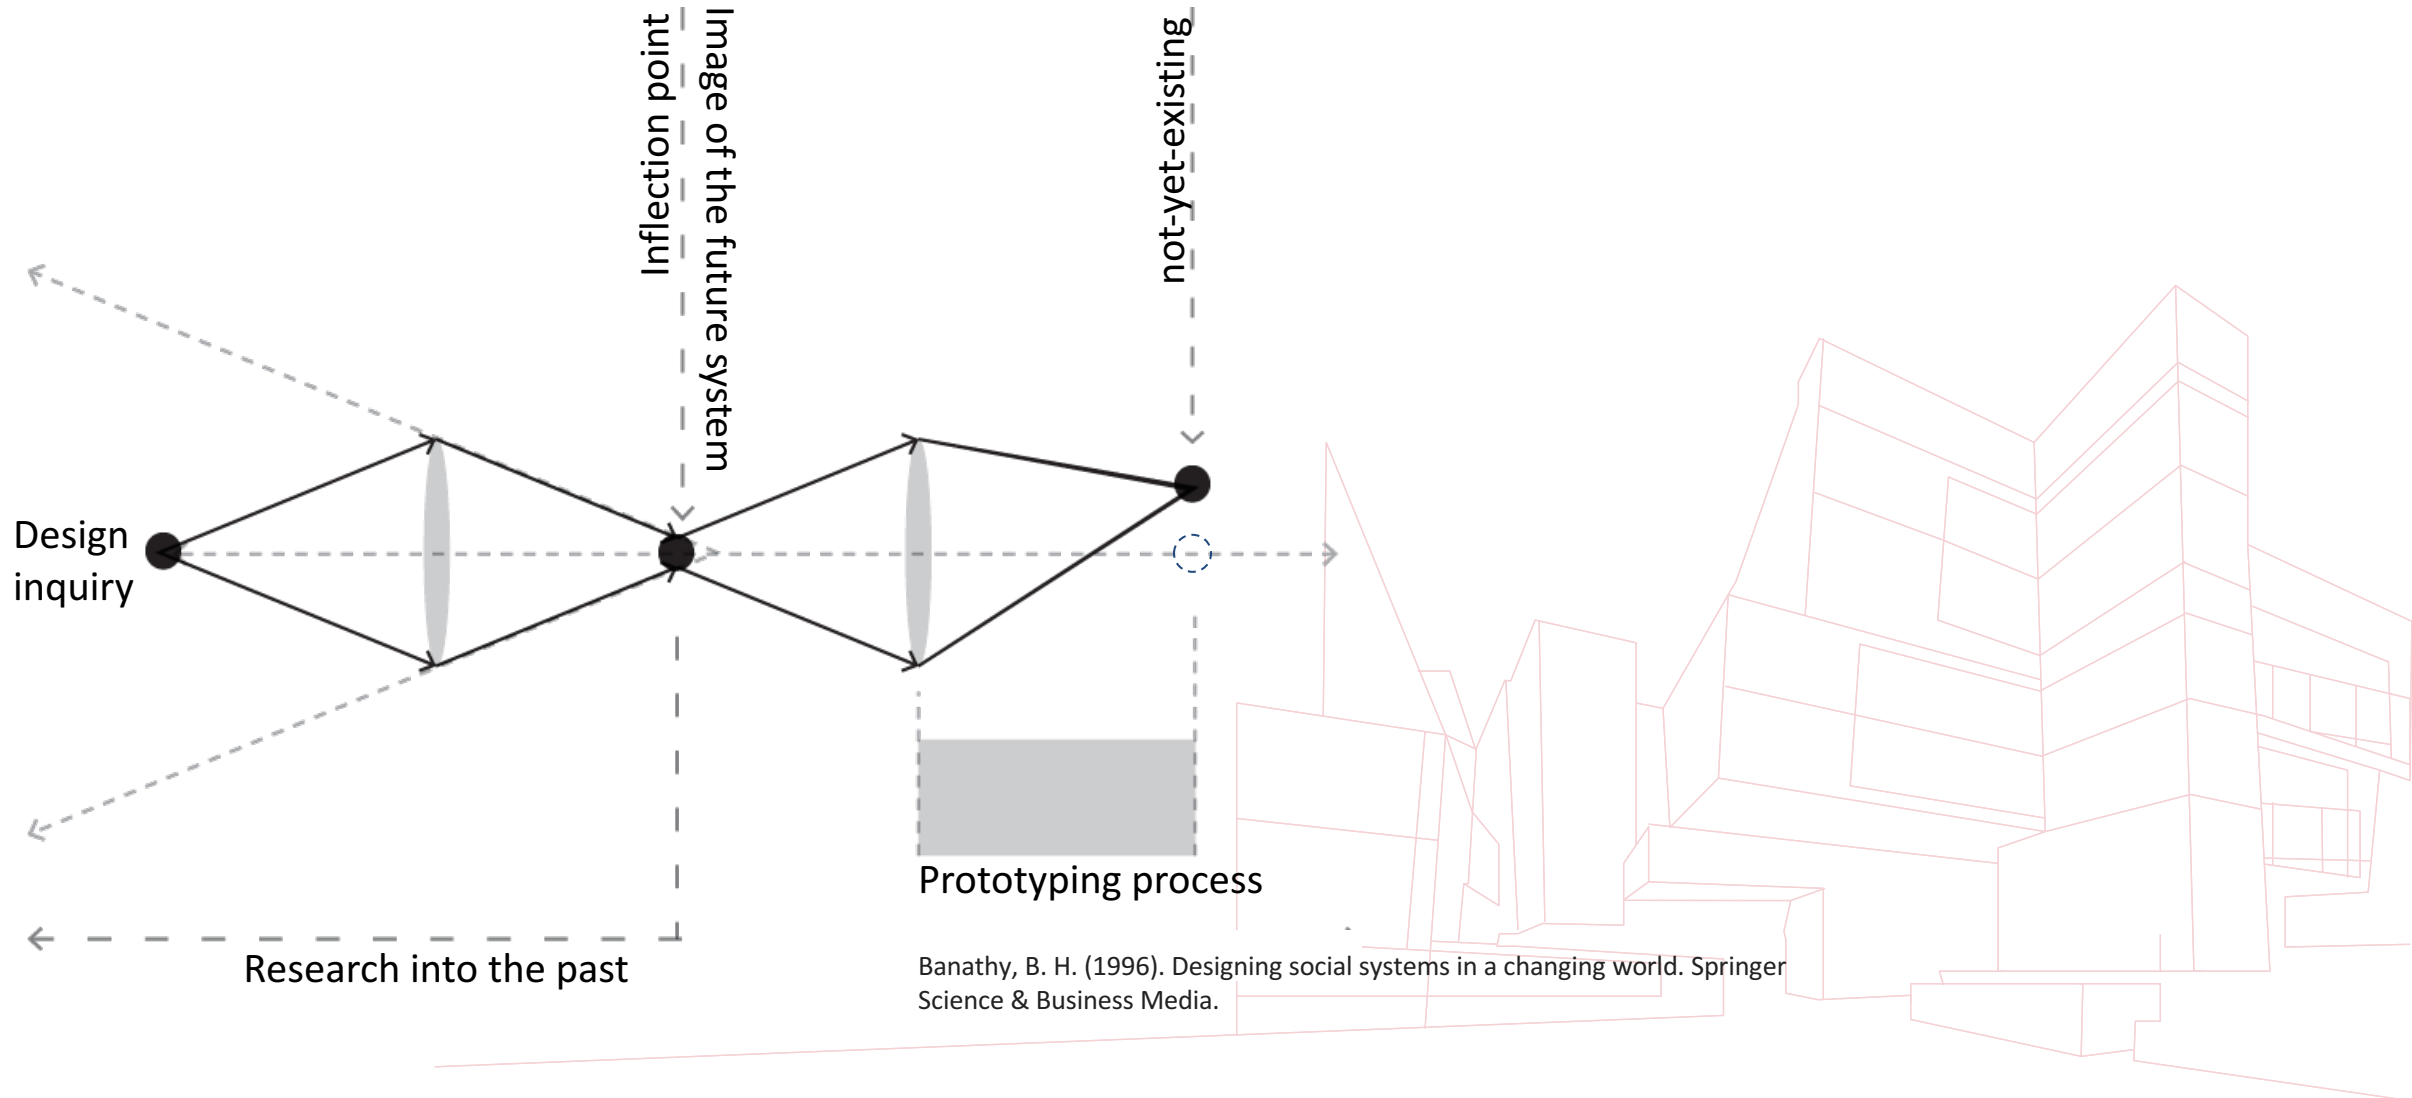 Inflection point
Image of the future system
not-yet-existing
Design
inquiry
Prototyping process
Research into the past
Banathy, B. H. (1996). Designing social systems in a changing world. Springer
Science & Business Media.